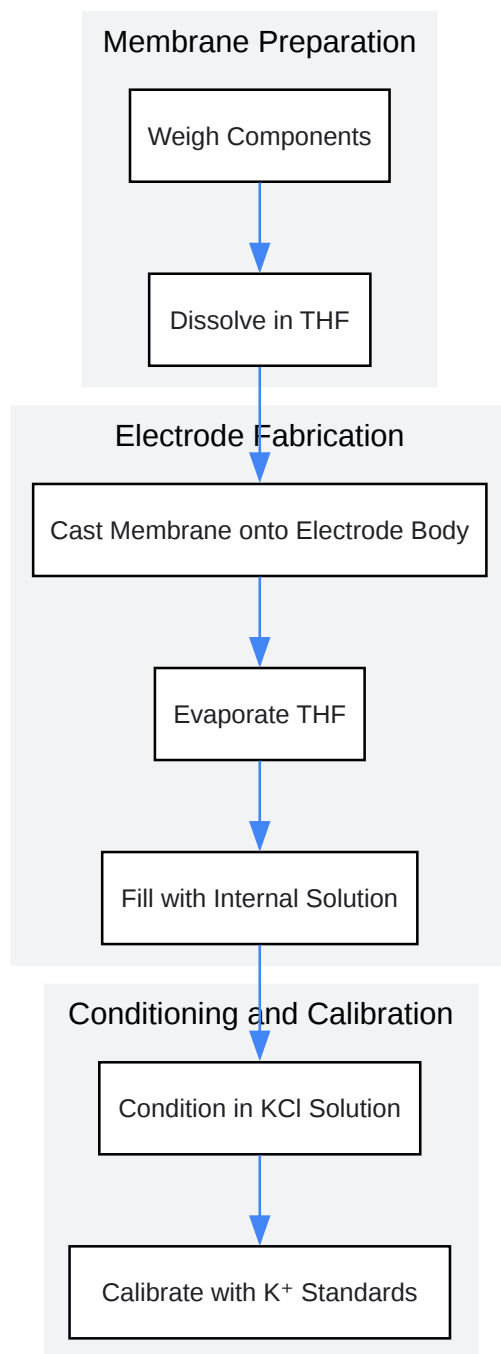 Membrane Preparation
Weigh Components
Dissolve in THF
Electrode Fabrication
Cast Membrane onto Electrode Body
Evaporate THF
Fill with Internal Solution
Conditioning and Calibration
Condition in KCl Solution
Calibrate with K⁺ Standards